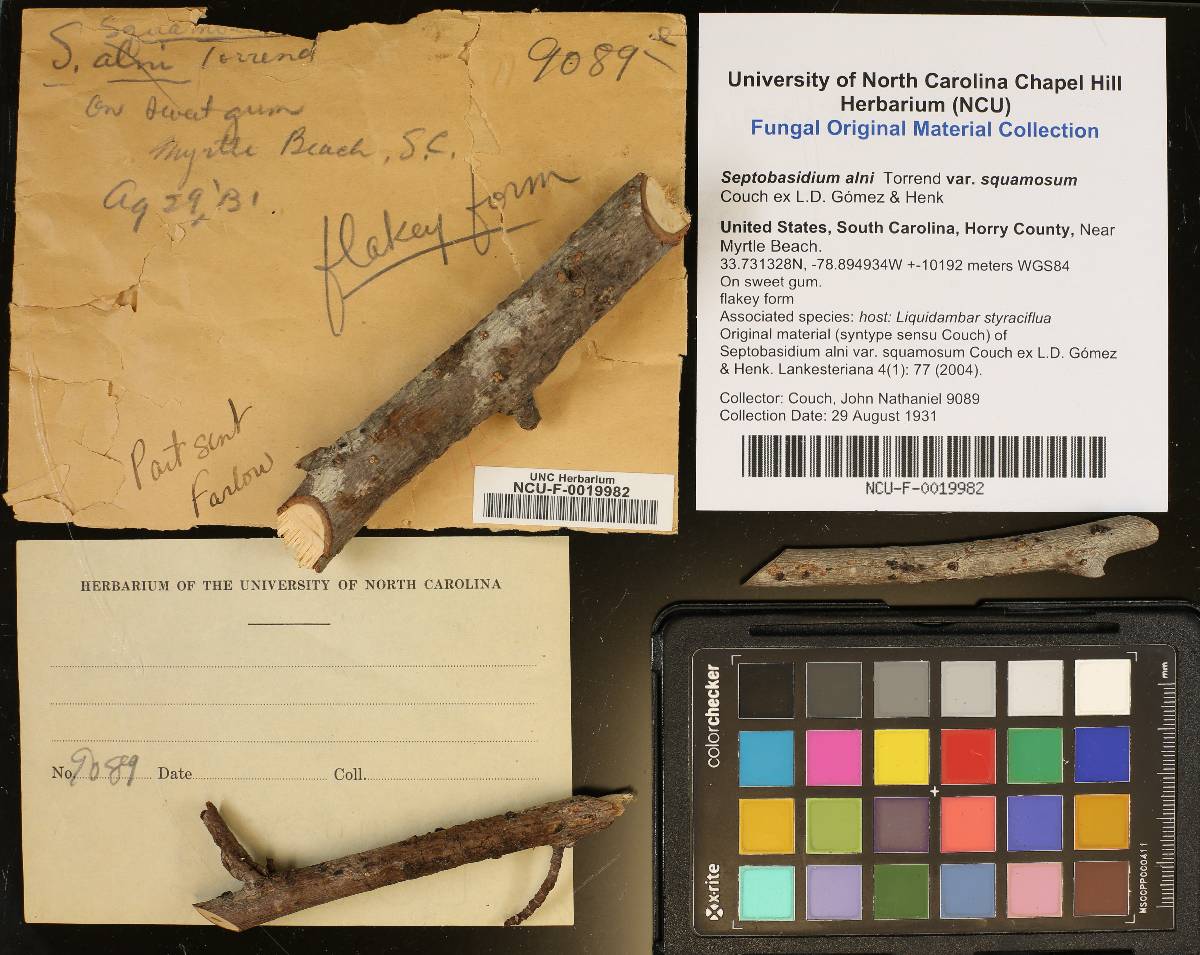 Squamo
S. alni Torrend
9089
On sweet gum
Myrtle Beach, S.C.
Ag 29 '31
flakey form
Part sent
Farlow
UNC Herbarium
NCU-F-0019982
University of North Carolina Chapel Hill
Herbarium (NCU)
Fungal Original Material Collection
Septobasidium alni Torrend var. squamosum
Couch ex L.D. Gómez & Henk
United States, South Carolina, Horry County, Near
Myrtle Beach.
33.731328N, -78.894934W +-10192 meters WGS84
On sweet gum.
flakey form
Associated species: host: Liquidambar styraciflua
Original material (syntype sensu Couch) of
Septobasidium alni var. squamosum Couch ex L.D. Gómez
& Henk. Lankesteriana 4(1): 77 (2004).
Collector: Couch, John Nathaniel 9089
Collection Date: 29 August 1931
NCU-F-0019982
HERBARIUM OF THE UNIVERSITY OF NORTH CAROLINA
No. 9089 Date Coll.
colorchecker
x-rite
mm
MSCCPPCC0411